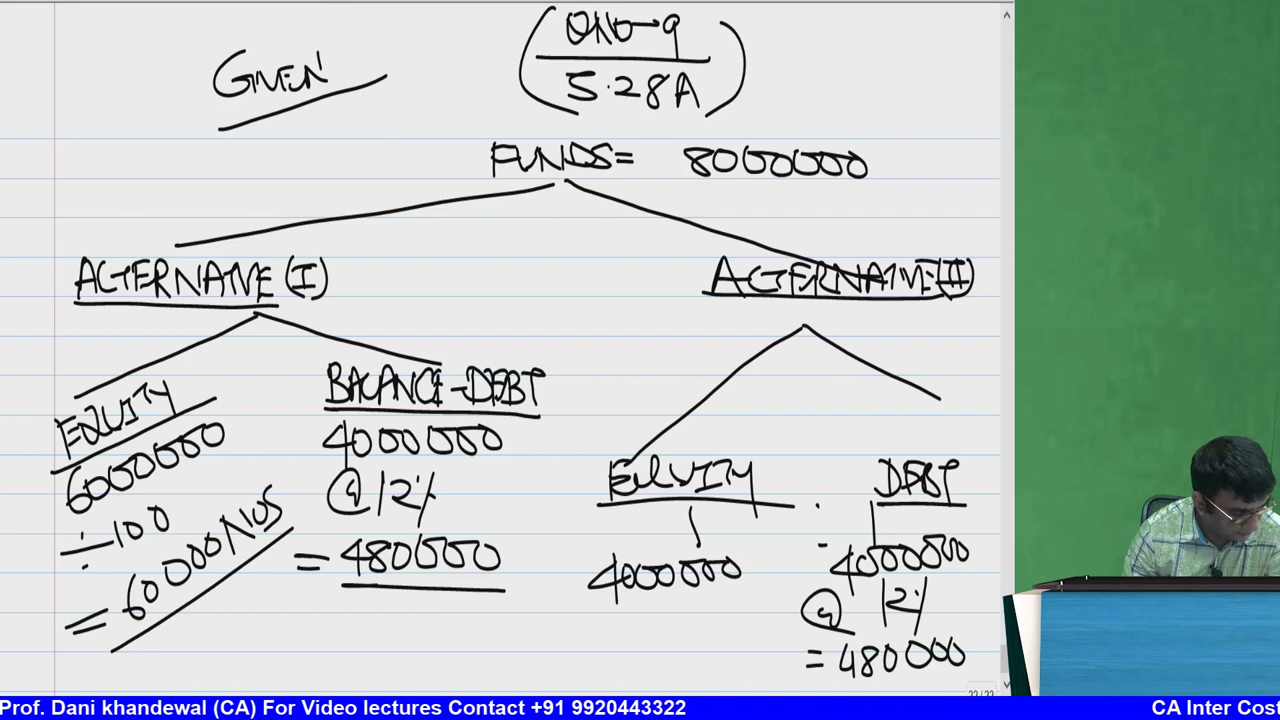 GIVEN
(QNO-9
5.28A)
FUNDS= 8000000
ALTERNATIVE (I)
ALTERNATIVE (II)
EQUITY
6000000
÷100
= 60000 NOS
BALANCE-DEBT
4000000
@ 12%
= 480000
EQUITY
4000000
DEBT
4000000
@ 12%
= 480000
22/22
Prof. Dani khandewal (CA) For Video lectures Contact +91 9920443322
CA Inter Cost